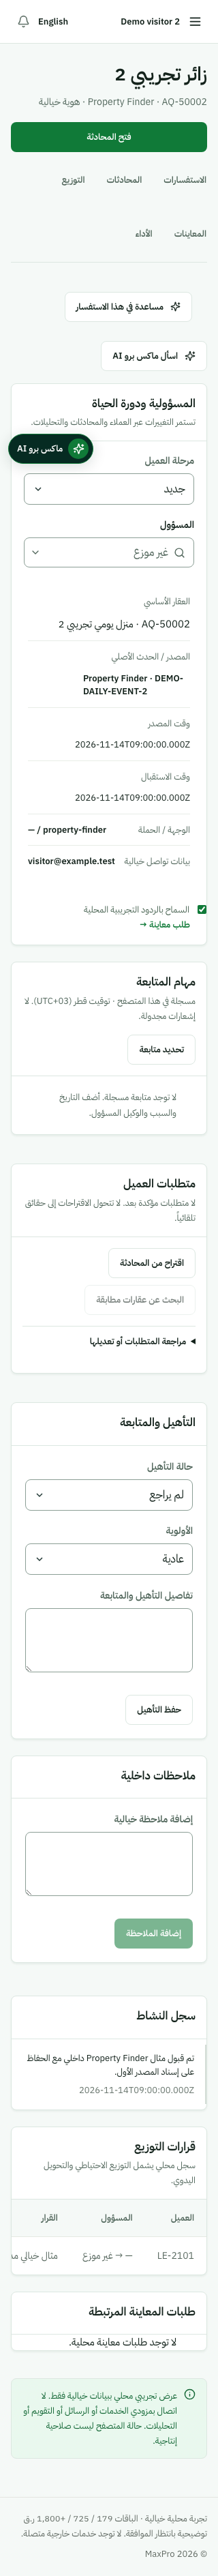 Demo visitor 2
English
زائر تجريبي 2
Property Finder · AQ-50002 · هوية خيالية
فتح المحادثة
الاستفسارات
المحادثات
التوزيع
المعاينات
الأداء
مساعدة في هذا الاستفسار
اسأل ماكس برو AI
المسؤولية ودورة الحياة
تستمر التغييرات عبر العملاء والمحادثات والتحليلات.
ماكس برو AI
مرحلة العميل
جديد
المسؤول
غير موزع
العقار الأساسي
AQ-50002 · منزل يومي تجريبي 2
المصدر / الحدث الأصلي
Property Finder · DEMO-
DAILY-EVENT-2
وقت المصدر
2026-11-14T09:00:00.000Z
وقت الاستقبال
2026-11-14T09:00:00.000Z
الوجهة / الحملة
property-finder / —
بيانات تواصل خيالية
visitor@example.test
السماح بالردود التجريبية المحلية
طلب معاينة →
مهام المتابعة
مسجلة في هذا المتصفح · توقيت قطر (UTC+03). لا
إشعارات مجدولة.
تحديد متابعة
لا توجد متابعة مسجلة. أضف التاريخ
والسبب والوكيل المسؤول.
متطلبات العميل
لا متطلبات مؤكدة بعد. لا تتحول الاقتراحات إلى حقائق
تلقائياً.
اقتراح من المحادثة
البحث عن عقارات مطابقة
◀ مراجعة المتطلبات أو تعديلها
التأهيل والمتابعة
حالة التأهيل
لم يراجع
الأولوية
عادية
تفاصيل التأهيل والمتابعة
حفظ التأهيل
ملاحظات داخلية
إضافة ملاحظة خيالية
إضافة الملاحظة
سجل النشاط
تم قبول مثال Property Finder داخلي مع الحفاظ
على إسناد المصدر الأول.
2026-11-14T09:00:00.000Z
قرارات التوزيع
سجل محلي يشمل التوزيع الاحتياطي والتحويل
اليدوي.
العميل
المسؤول
القرار
LE-2101
— → غير موزع
مثال خيالي
طلبات المعاينة المرتبطة
لا توجد طلبات معاينة محلية.
عرض تجريبي محلي ببيانات خيالية فقط. لا
اتصال بمزودي الخدمات أو الرسائل أو التقويم أو
التحليلات. حالة المتصفح ليست صلاحية
إنتاجية.
تجربة محلية خيالية · الباقات 179 / 725 / +1,800 ر.ق
توضيحية بانتظار الموافقة. لا توجد خدمات خارجية متصلة.
© 2026 MaxPro